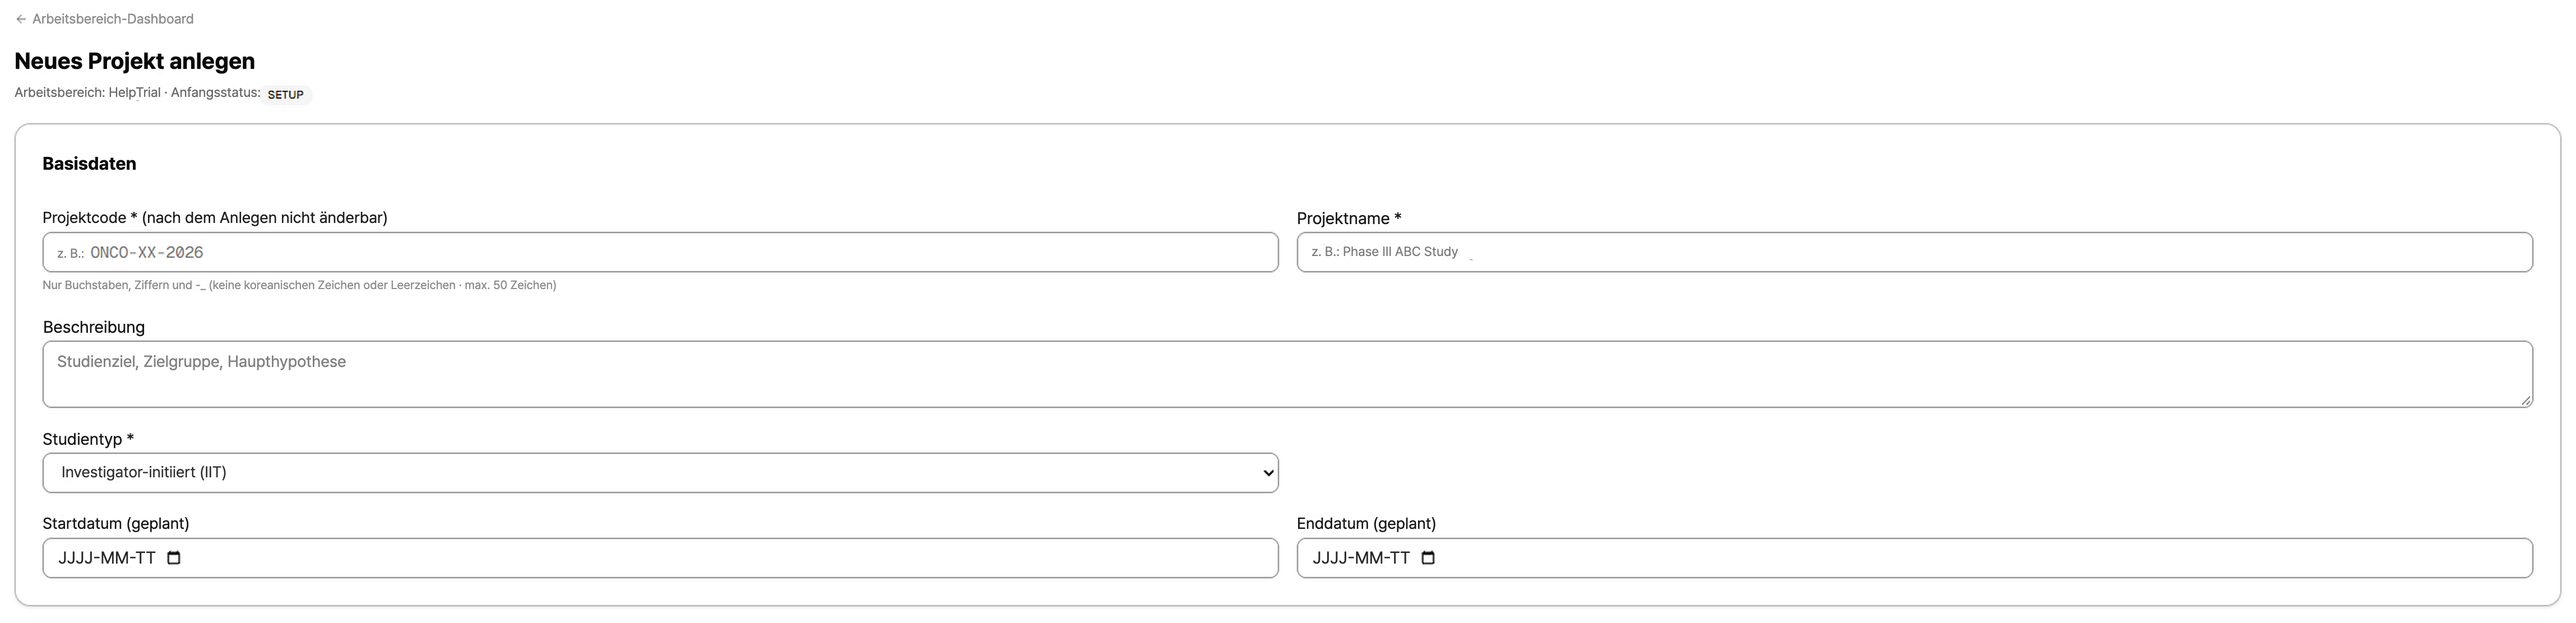 ← Arbeitsbereich-Dashboard
Neues Projekt anlegen
Arbeitsbereich: HelpTrial · Anfangsstatus: SETUP
Basisdaten
Projektcode * (nach dem Anlegen nicht änderbar)
z. B.: ONCO-XX-2026
Nur Buchstaben, Ziffern und -_ (keine koreanischen Zeichen oder Leerzeichen · max. 50 Zeichen)
Projektname *
z. B.: Phase III ABC Study
Beschreibung
Studienziel, Zielgruppe, Haupthypothese
Studientyp *
Investigator-initiiert (IIT)
Startdatum (geplant)
JJJJ-MM-TT
Enddatum (geplant)
JJJJ-MM-TT